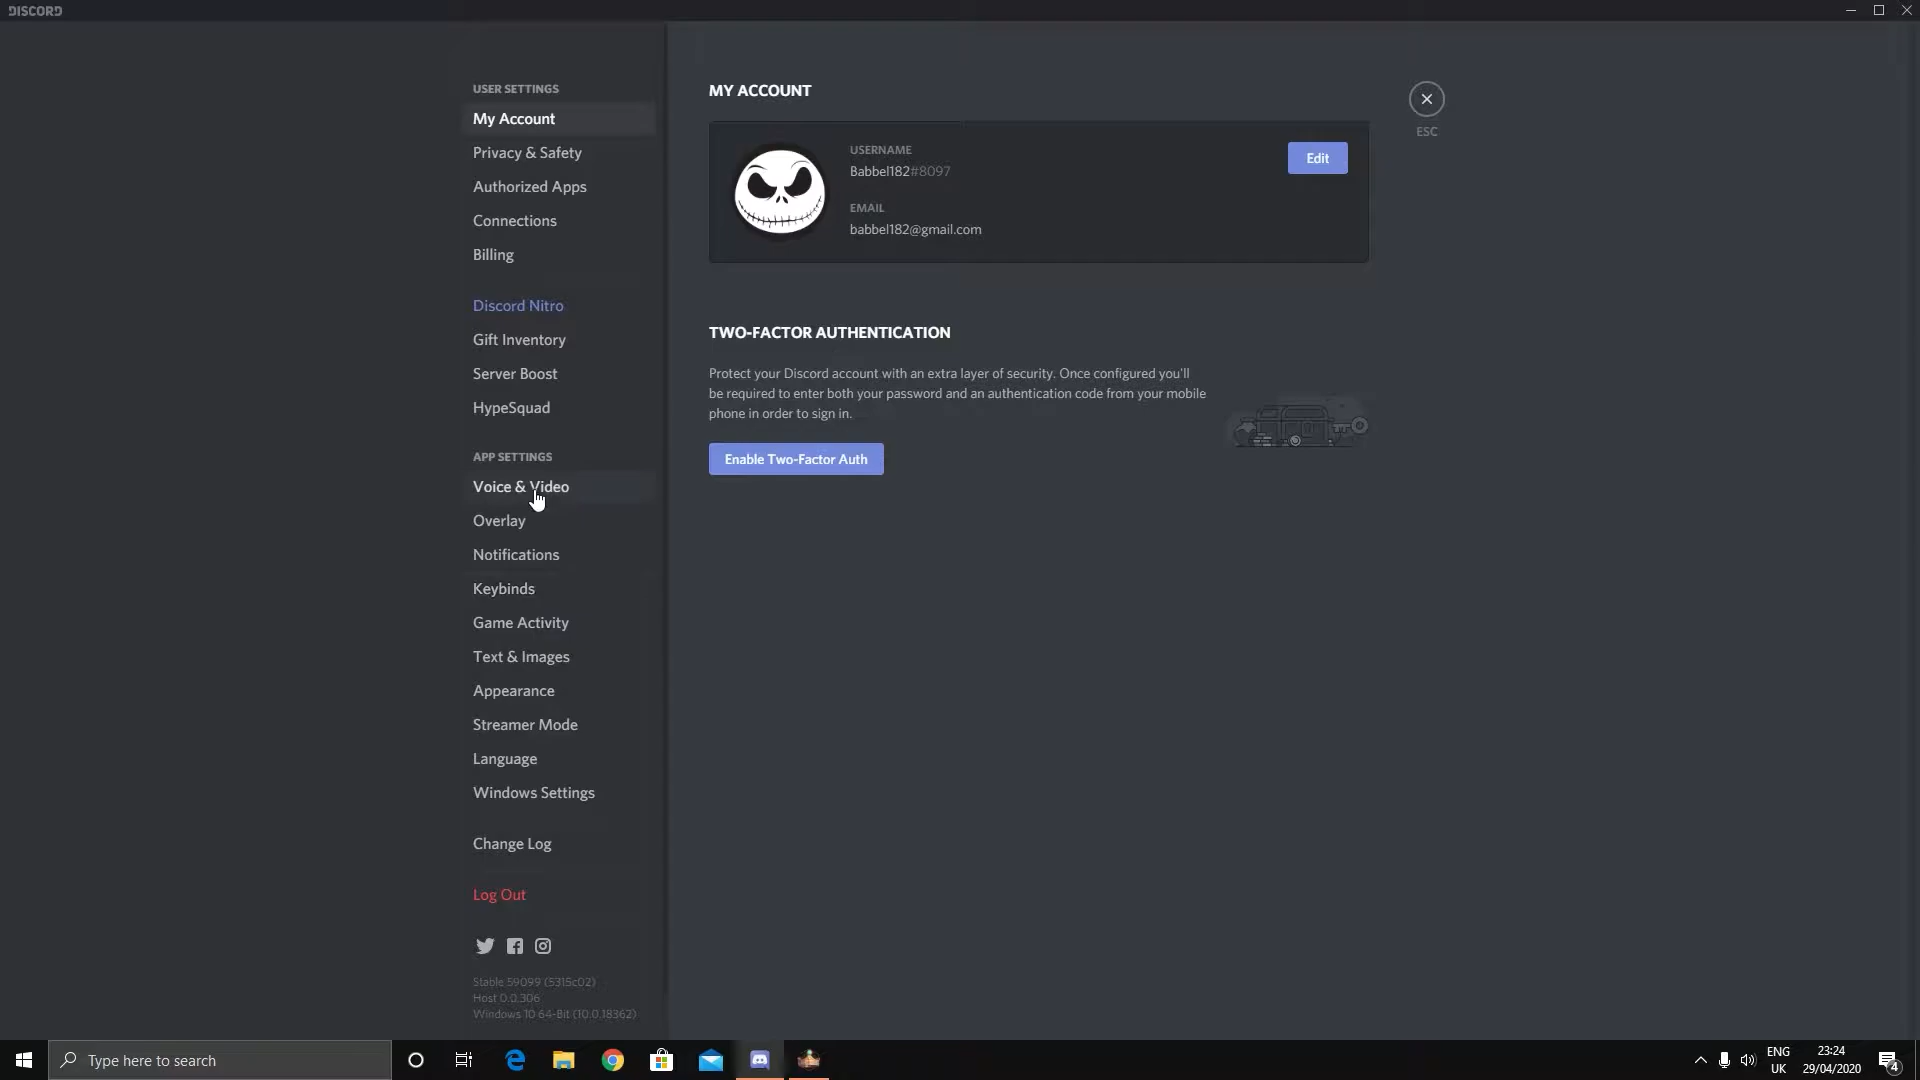 DISCORD
USER SETTINGS
My Account
Privacy & Safety
Authorized Apps
Connections
Billing
Discord Nitro
Gift Inventory
Server Boost
HypeSquad
APP SETTINGS
Voice & Video
Overlay
Notifications
Keybinds
Game Activity
Text & Images
Appearance
Streamer Mode
Language
Windows Settings
Change Log
Log Out
Stable 59099 (5315c02)
Host 0.0.306
Windows 10 64-Bit (10.0.18362)
MY ACCOUNT
USERNAME
Babbel182#8097
EMAIL
babbel182@gmail.com
Edit
ESC
TWO-FACTOR AUTHENTICATION
Protect your Discord account with an extra layer of security. Once configured you'll
be required to enter both your password and an authentication code from your mobile
phone in order to sign in.
Enable Two-Factor Auth
Type here to search
ENG
UK
23:24
29/04/2020
4